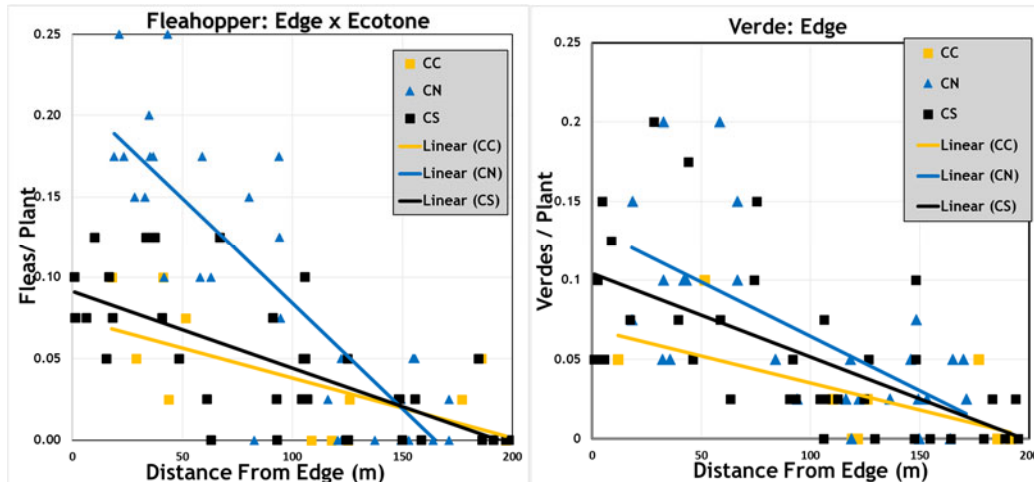 Fleahopper: Edge x Ecotone
0.25
0.20
0.15
0.10
0.05
0.00
Fleas/ Plant
0
50
100
150
200
Distance From Edge (m)
CC
CN
CS
Linear (CC)
Linear (CN)
Linear (CS)
Verde: Edge
0.25
0.2
0.15
0.1
0.05
0
Verdes / Plant
0
50
100
150
200
Distance From Edge (m)
CC
CN
CS
Linear (CC)
Linear (CN)
Linear (CS)